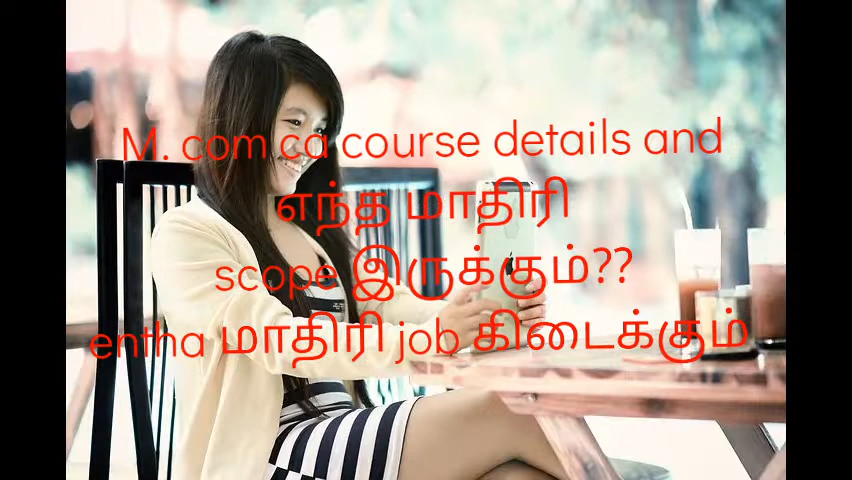 M. com ca course details and
எந்த மாதிரி
scope இருக்கும்??
entha மாதிரி job கிடைக்கும்